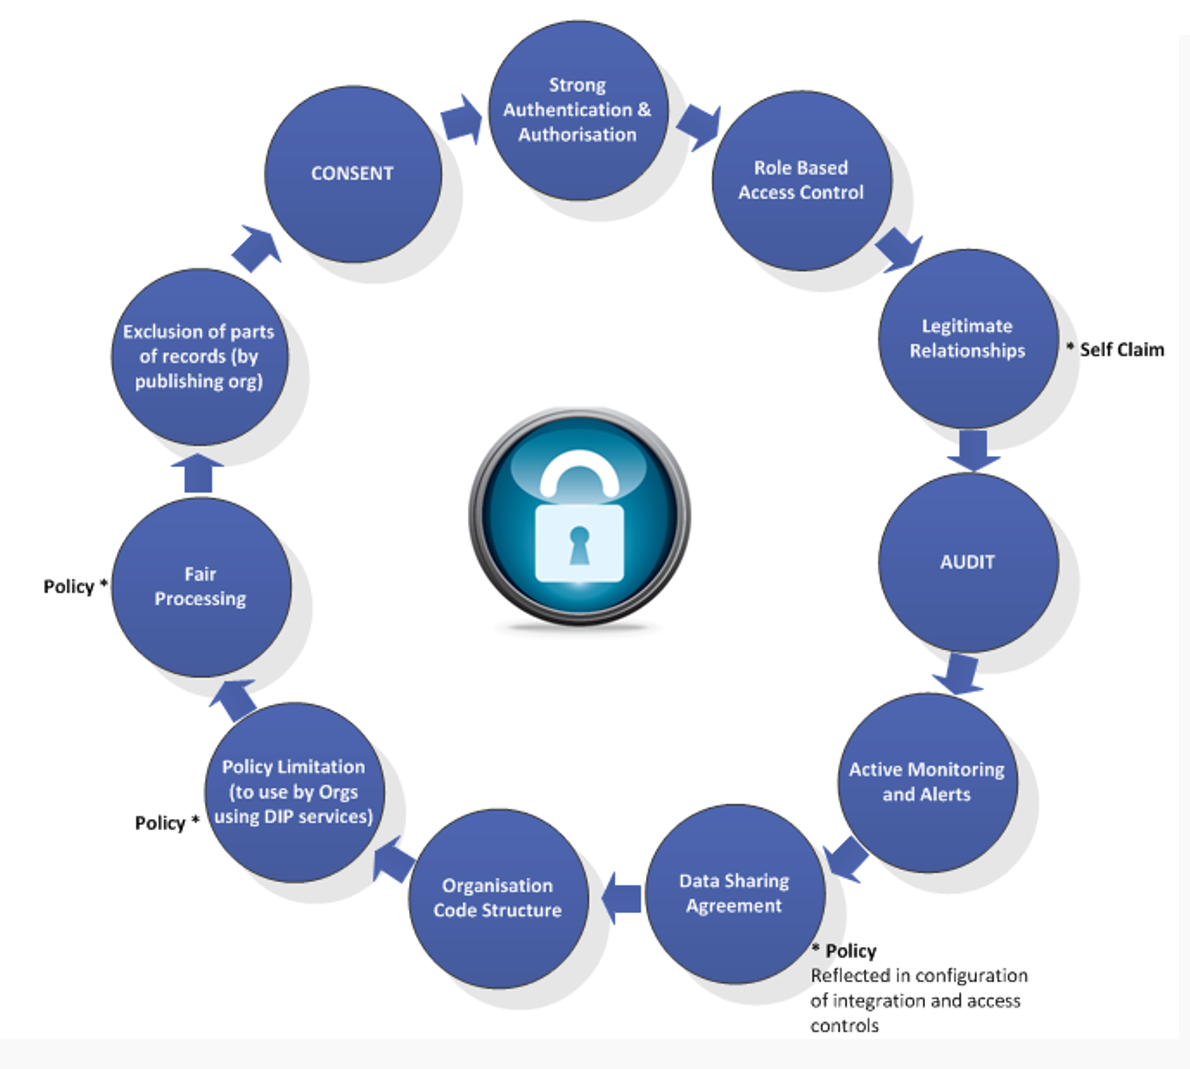 Strong
Authentication &
Authorisation
Role Based
Access Control
Legitimate
Relationships
* Self Claim
AUDIT
Active Monitoring
and Alerts
Data Sharing
Agreement
* Policy
Reflected in configuration
of integration and access
controls
Organisation
Code Structure
Policy Limitation
(to use by Orgs
using DIP services)
Policy *
Fair
Processing
Policy *
Exclusion of parts
of records (by
publishing org)
CONSENT